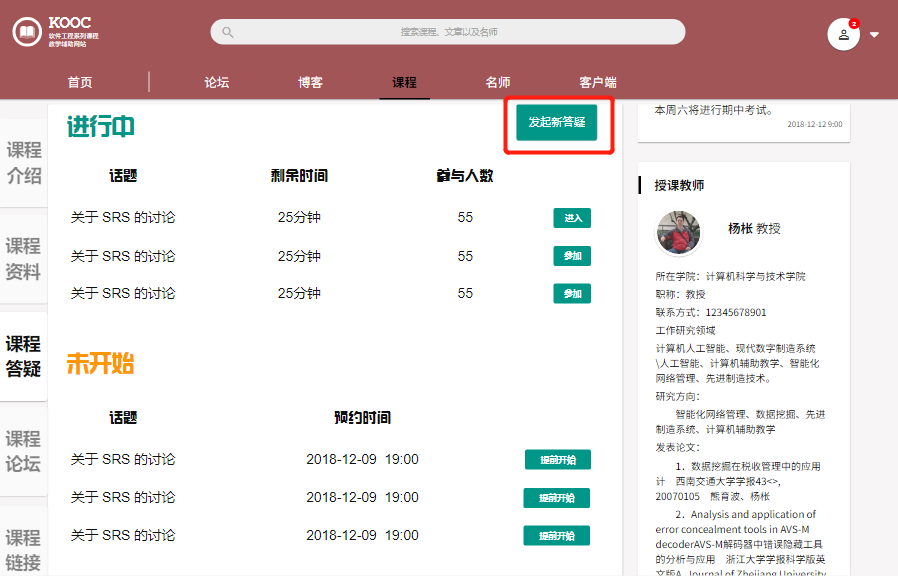 KOOC
软件工程系列课程
教学辅助网站
搜索课程、文章以及名师
2
首页
论坛
博客
课程
名师
客户端
课程
介绍
课程
资料
课程
答疑
课程
论坛
课程
链接
进行中
发起新答疑
话题
剩余时间
参与人数
关于 SRS 的讨论
25分钟
55
进入
关于 SRS 的讨论
25分钟
55
参加
关于 SRS 的讨论
25分钟
55
参加
未开始
话题
预约时间
关于 SRS 的讨论
2018-12-09 19:00
提前开始
关于 SRS 的讨论
2018-12-09 19:00
提前开始
关于 SRS 的讨论
2018-12-09 19:00
提前开始
本周六将进行期中考试。
2018-12-12 9:00
授课教师
杨枨 教授
所在学院：计算机科学与技术学院
职称：教授
联系方式：12345678901
工作研究领域
计算机人工智能、现代数字制造系统
\人工智能、计算机辅助教学、智能化
网络管理、先进制造技术。
研究方向：
智能化网络管理、数据挖掘、先进
制造系统、计算机辅助教学
发表论文：
1．数据挖掘在税收管理中的应用
计 西南交通大学学报43<>,
20070105 熊育波、杨枨
2．Analysis and application of
error concealment tools in AVS-M
decoderAVS-M解码器中错误隐藏工具
的分析与应用 浙江大学学报科学版英
文版A, Journal of Zhejiang University